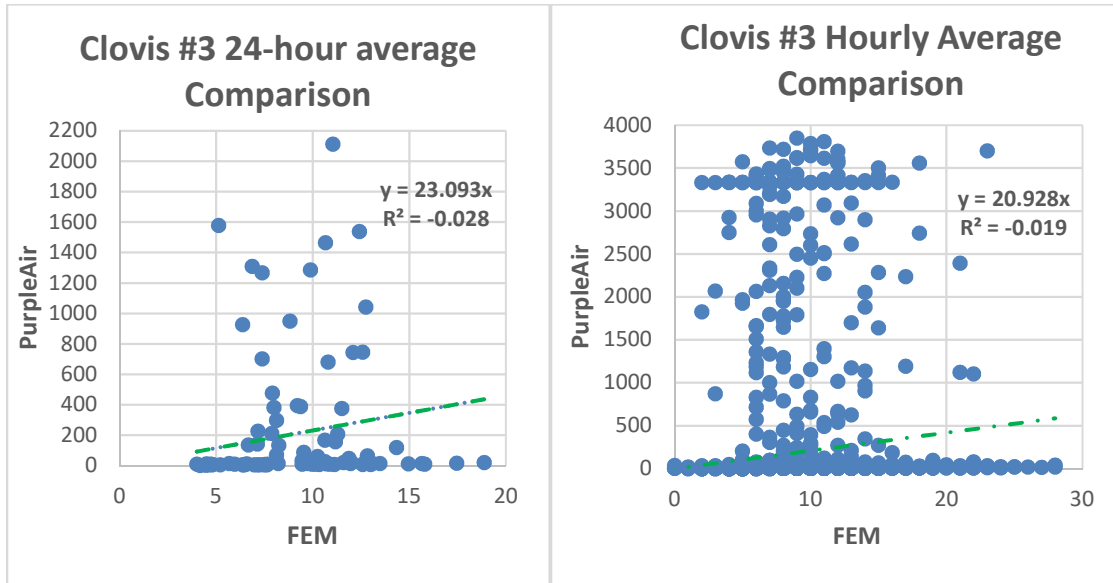 Clovis #3 24-hour average
Comparison
2200
2000
1800
1600
1400
1200
1000
800
600
400
200
0
0
5
10
15
20
PurpleAir
FEM
y = 23.093x
R² = -0.028
Clovis #3 Hourly Average
Comparison
4000
3500
3000
2500
2000
1500
1000
500
0
0
10
20
30
PurpleAir
FEM
y = 20.928x
R² = -0.019